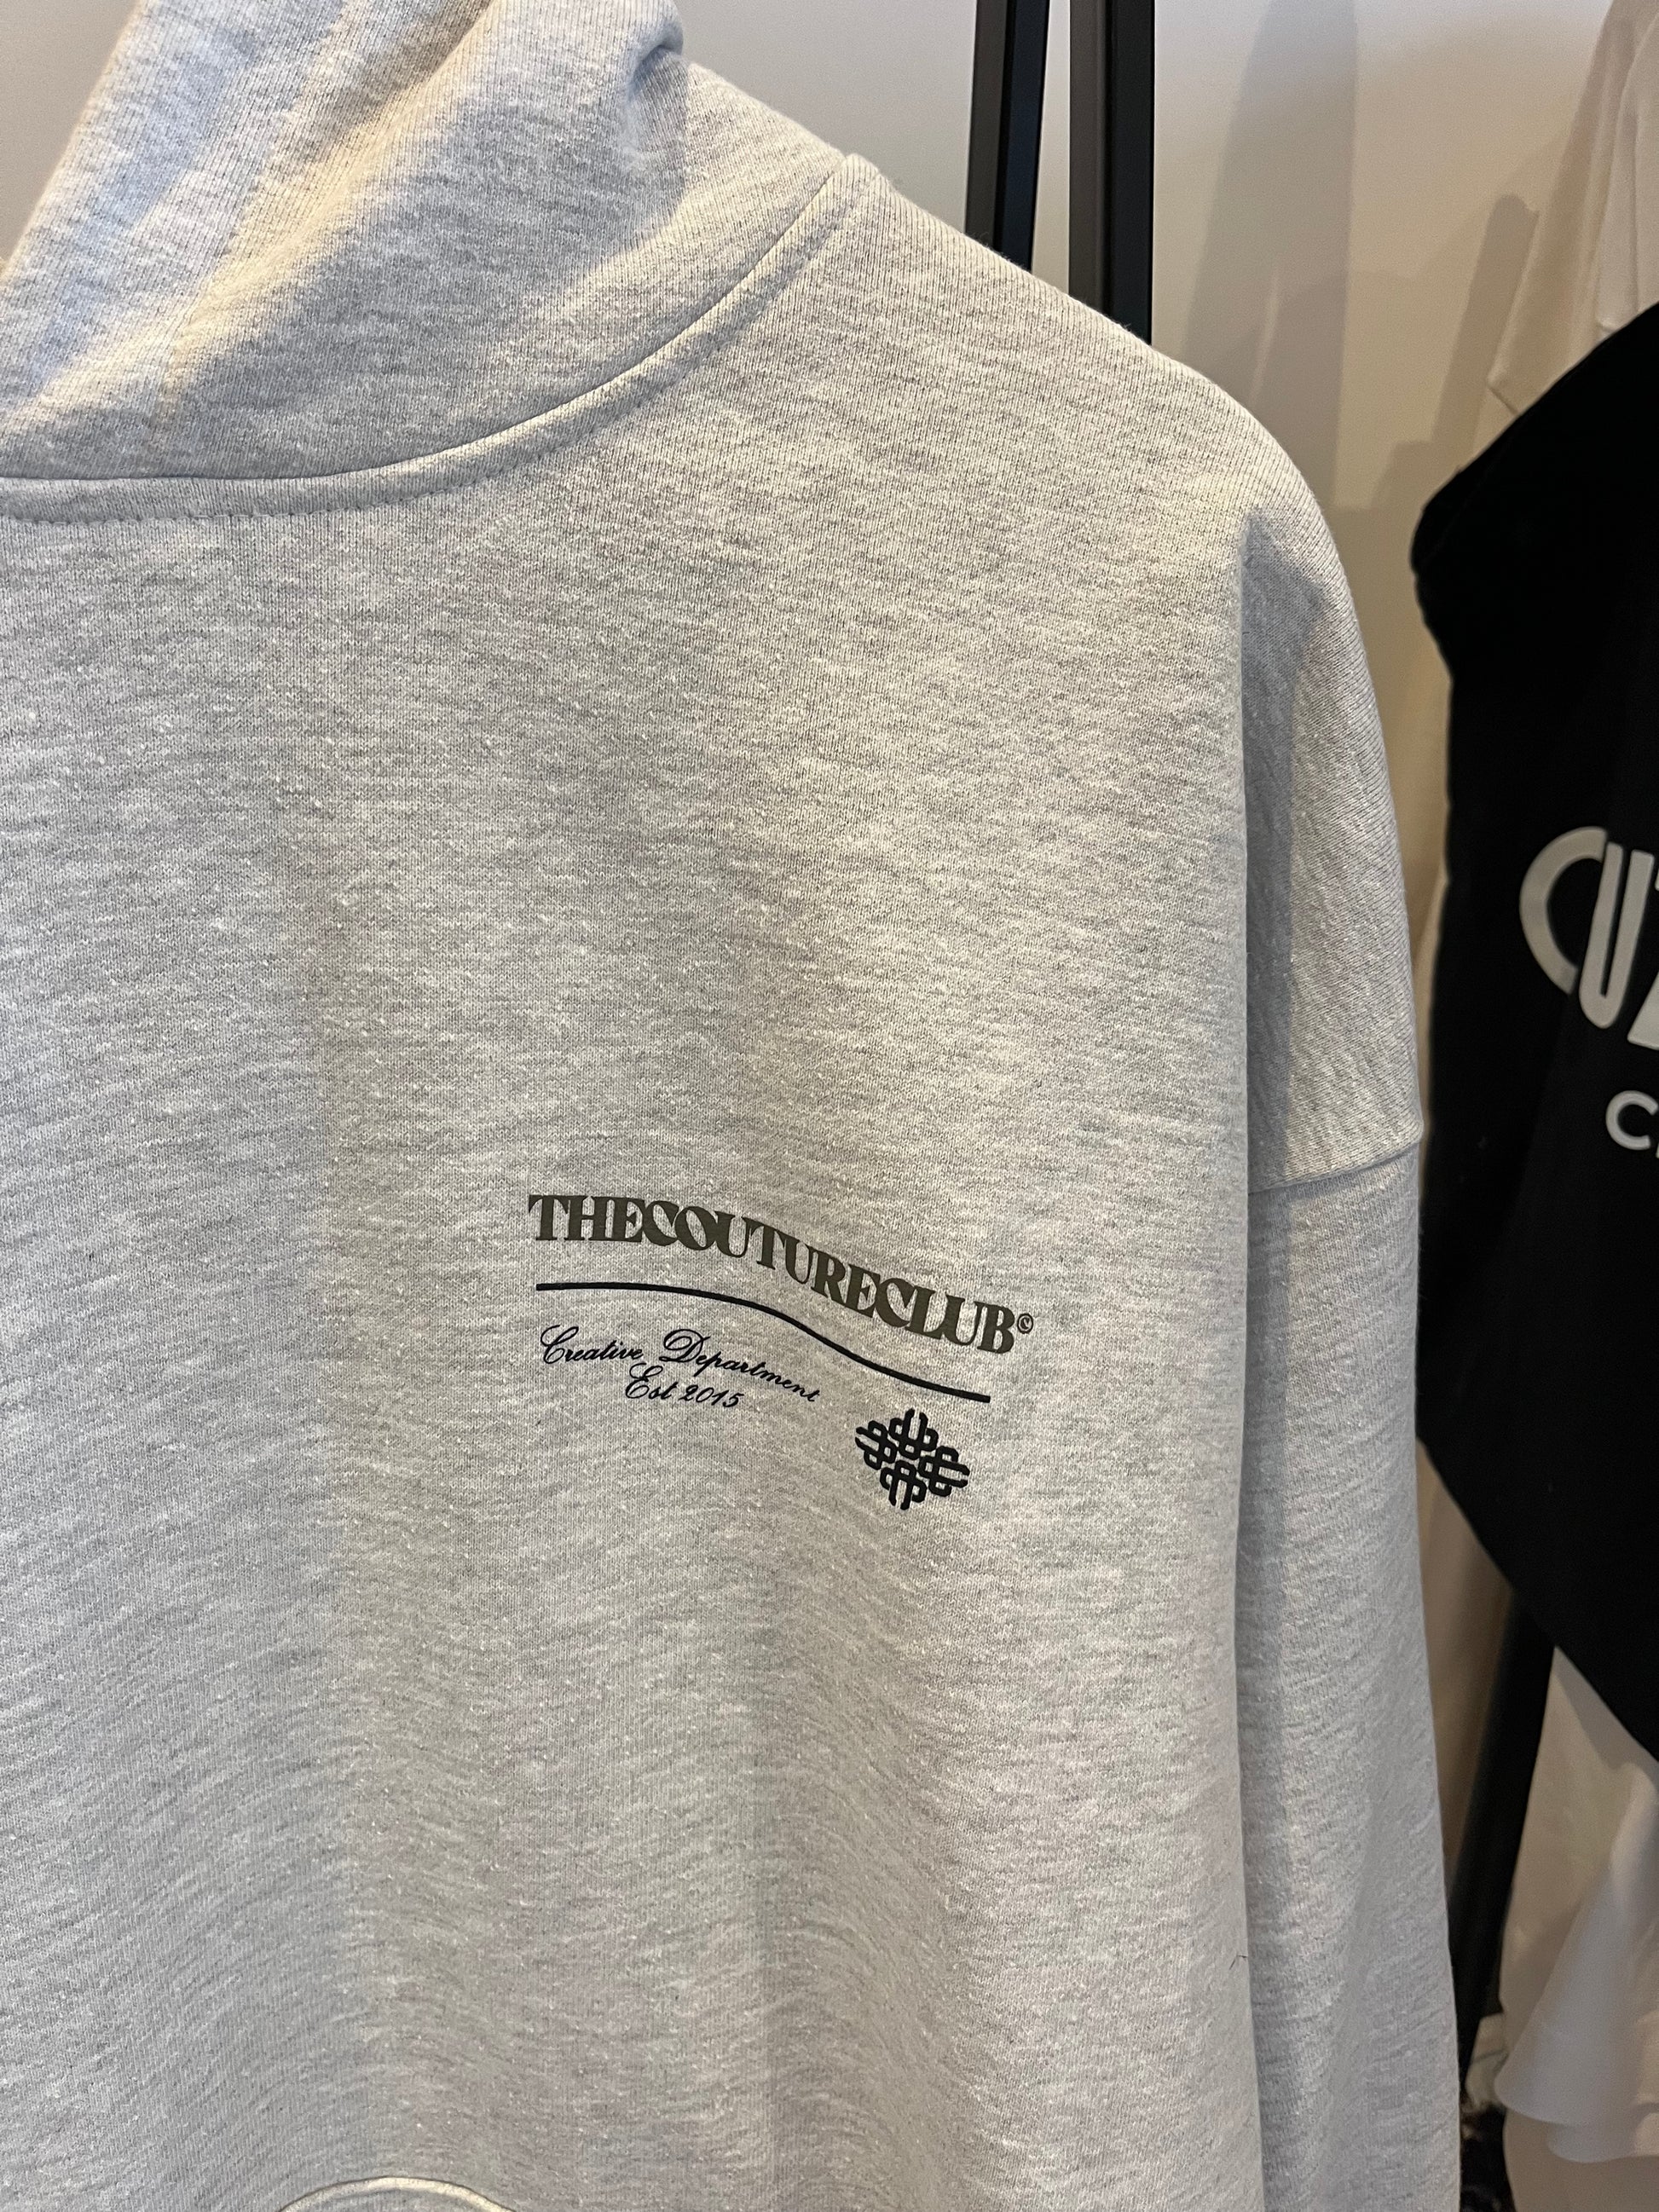 THECOUTURECLUB©
Creative Department
Est 2015